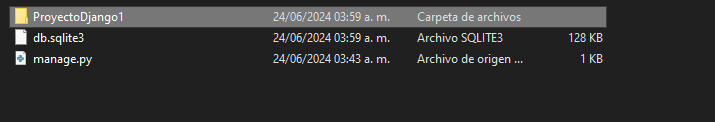 ProyectoDjango1 24/06/2024 03:59 a. m. Carpeta de archivos
db.sqlite3 24/06/2024 03:59 a. m. Archivo SQLITE3 128 KB
manage.py 24/06/2024 03:43 a. m. Archivo de origen ... 1 KB